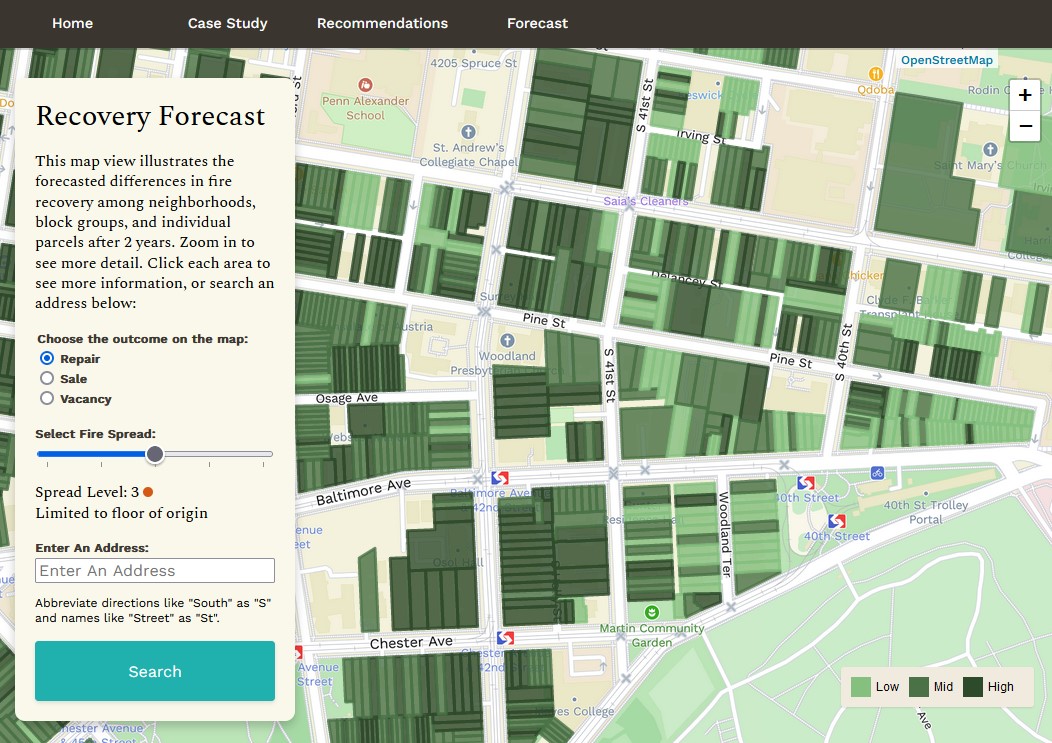 Home
Case Study
Recommendations
Forecast
OpenStreetMap
Recovery Forecast
This map view illustrates the
forecasted differences in fire
recovery among neighborhoods,
block groups, and individual
parcels after 2 years. Zoom in to
see more detail. Click each area to
see more information, or search an
address below:
Choose the outcome on the map:
Repair
Sale
Vacancy
Select Fire Spread:
Spread Level: 3
Limited to floor of origin
Enter An Address:
Enter An Address
Abbreviate directions like "South" as "S"
and names like "Street" as "St".
Search
4205 Spruce St
Penn Alexander
School
St. Andrew's
Collegiate Chapel
S 41st St
Irving St
Qdoba
+
−
Saint Mary's Church
Saia's Cleaners
Delancey St
Pine St
Woodland
Presbyterian Church
S 41st St
Pine St
S 40th St
Osage Ave
Baltimore Ave
Woodland Ter
40th Street
40th Street
40th St Trolley
Portal
Martin Community
Garden
Chester Ave
Avenue
Street
Low
Mid
High
Ave